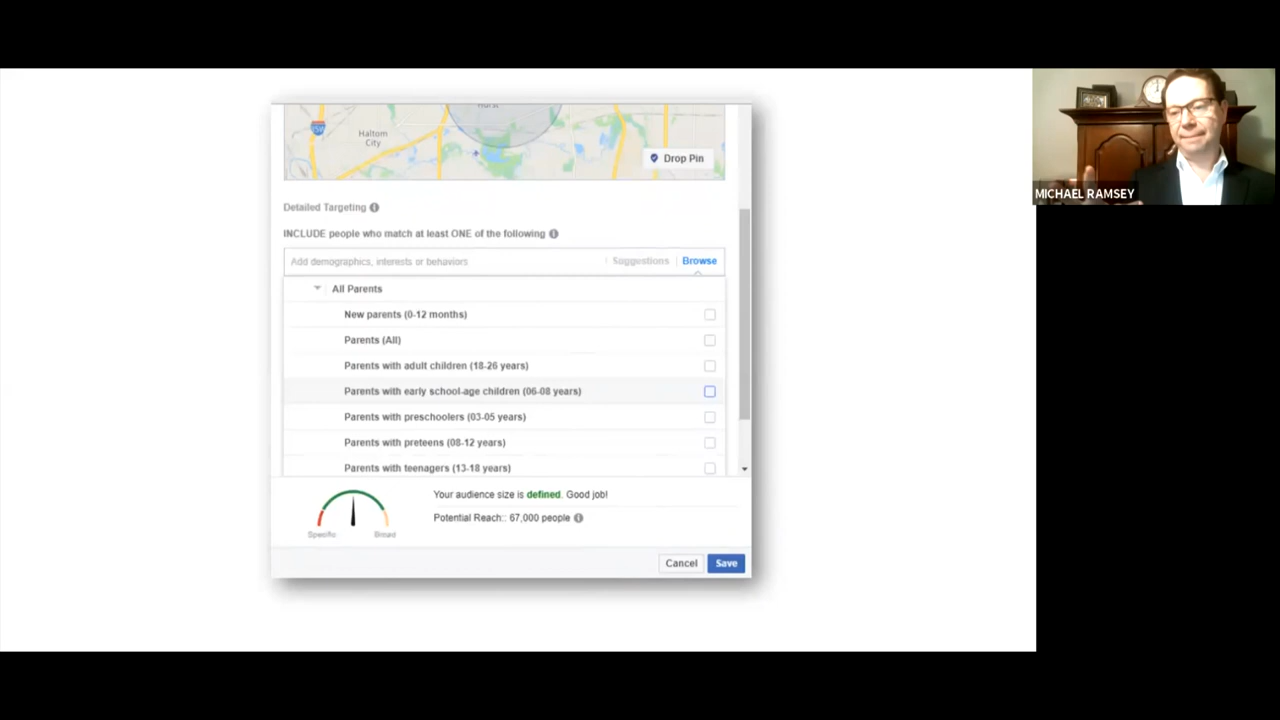 Hurst
Haltom
City
Drop Pin
MICHAEL RAMSEY
Detailed Targeting
INCLUDE people who match at least ONE of the following
Add demographics, interests or behaviors | Suggestions | Browse
All Parents
New parents (0-12 months)
Parents (All)
Parents with adult children (18-26 years)
Parents with early school-age children (06-08 years)
Parents with preschoolers (03-05 years)
Parents with preteens (08-12 years)
Parents with teenagers (13-18 years)
Your audience size is defined. Good job!
Potential Reach:: 67,000 people
Specific
Broad
Cancel
Save